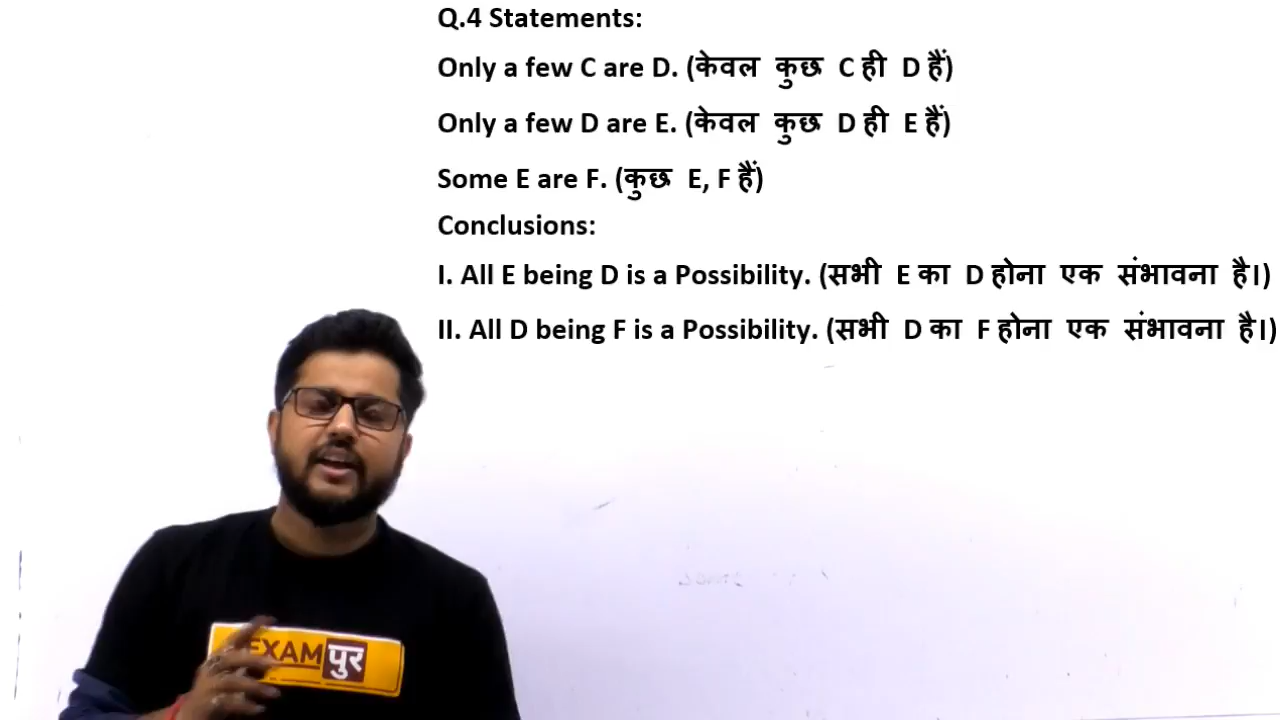 Q.4 Statements:
Only a few C are D. (केवल कुछ C ही D हैं)
Only a few D are E. (केवल कुछ D ही E हैं)
Some E are F. (कुछ E, F हैं)
Conclusions:
I. All E being D is a Possibility. (सभी E का D होना एक संभावना है।)
II. All D being F is a Possibility. (सभी D का F होना एक संभावना है।)
EXAM पुर